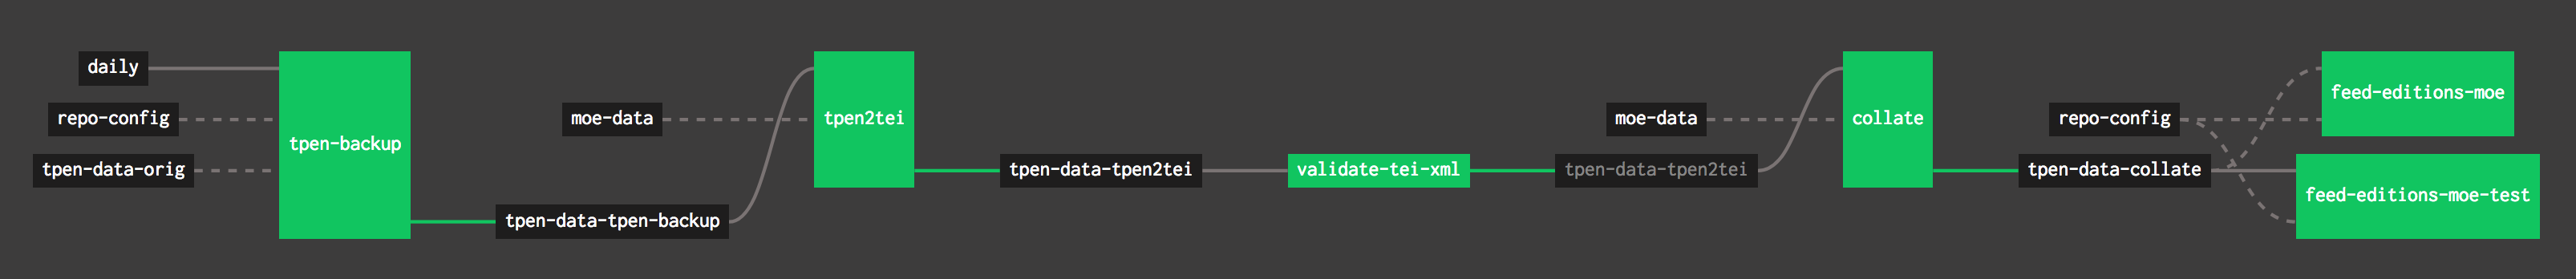 daily
repo-config
tpen-data-orig
tpen-backup
tpen-data-tpen-backup
moe-data
tpen2tei
tpen-data-tpen2tei
validate-tei-xml
tpen-data-tpen2tei
moe-data
collate
repo-config
tpen-data-collate
feed-editions-moe
feed-editions-moe-test